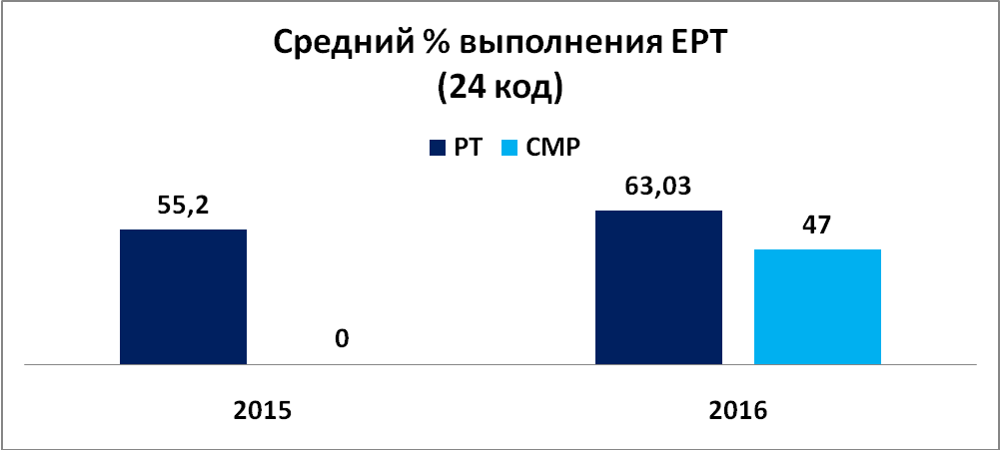 Средний % выполнения ЕРТ
(24 код)
РТ СМР
55,2
0
63,03
47
2015
2016